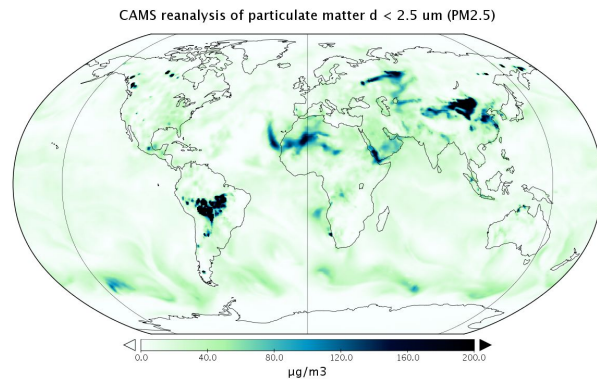 CAMS reanalysis of particulate matter d < 2.5 um (PM2.5)
0.0 40.0 80.0 120.0 160.0 200.0
µg/m3